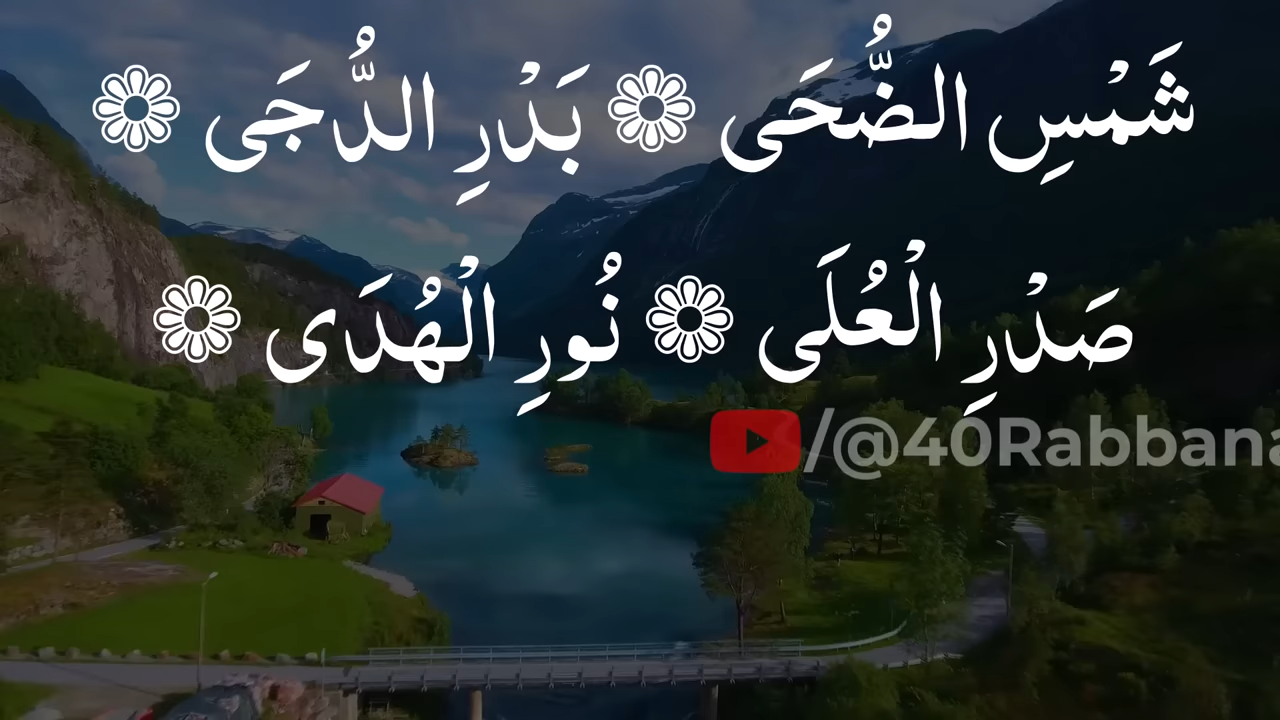 شَمْسِ الضُّحَى ۞ بَدْرِ الدُّجَى ۞
صَدْرِ الْعُلَى ۞ نُورِ الْهُدَى ۞
/@40Rabbana